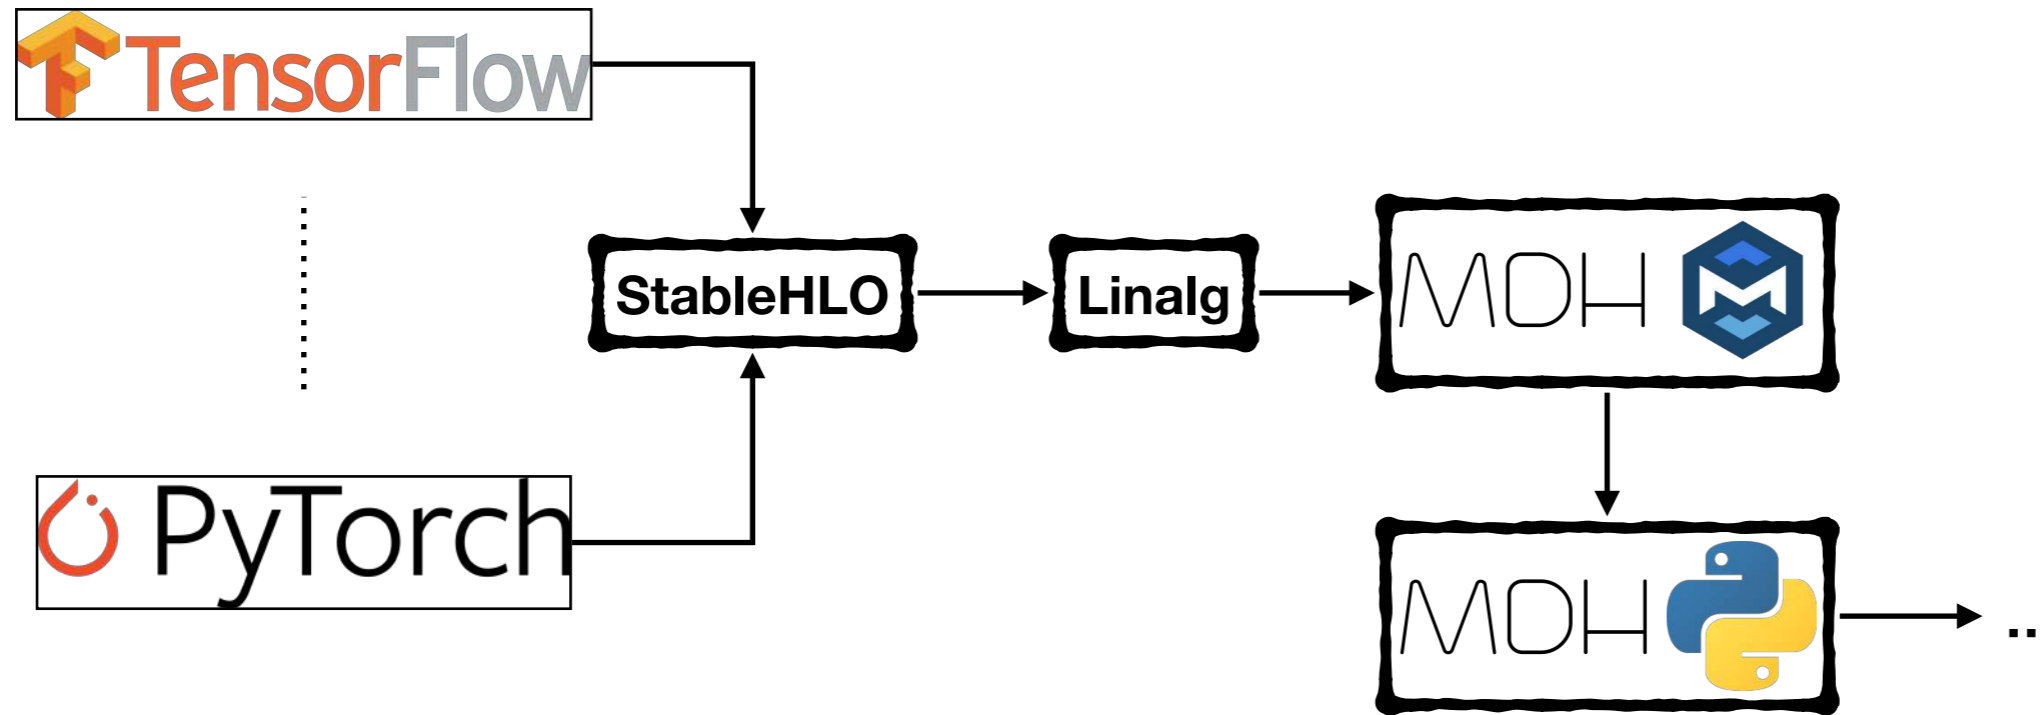 TensorFlow
StableHLO
Linalg
MDH M
PyTorch
MDH
..